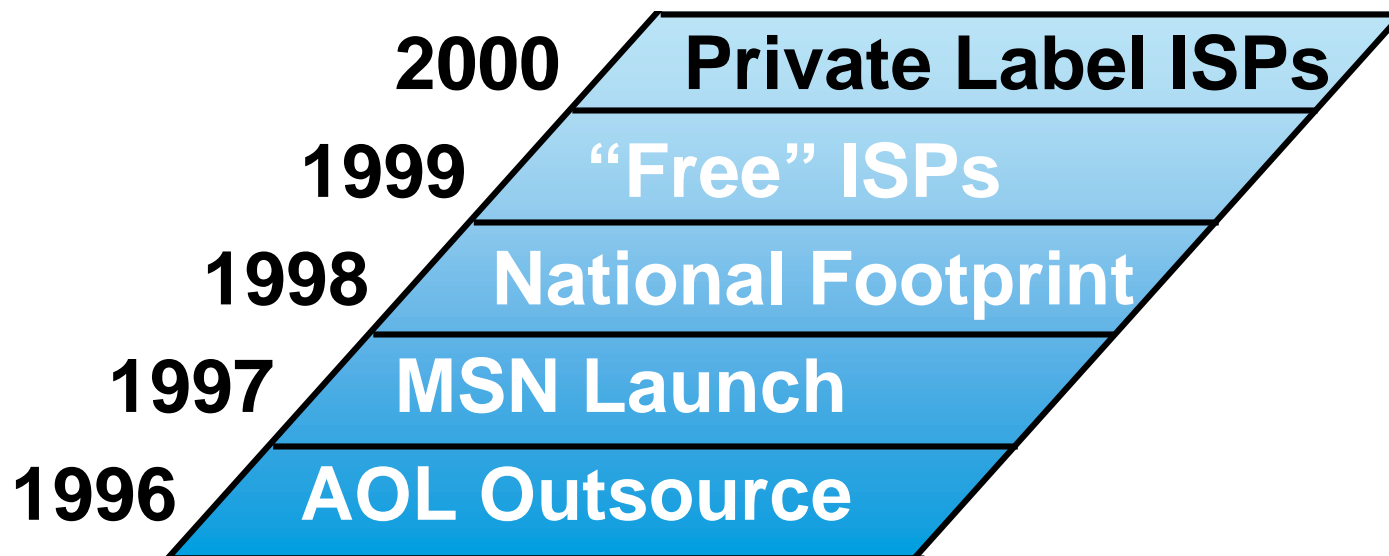 2000 Private Label ISPs
1999 “Free” ISPs
1998 National Footprint
1997 MSN Launch
1996 AOL Outsource